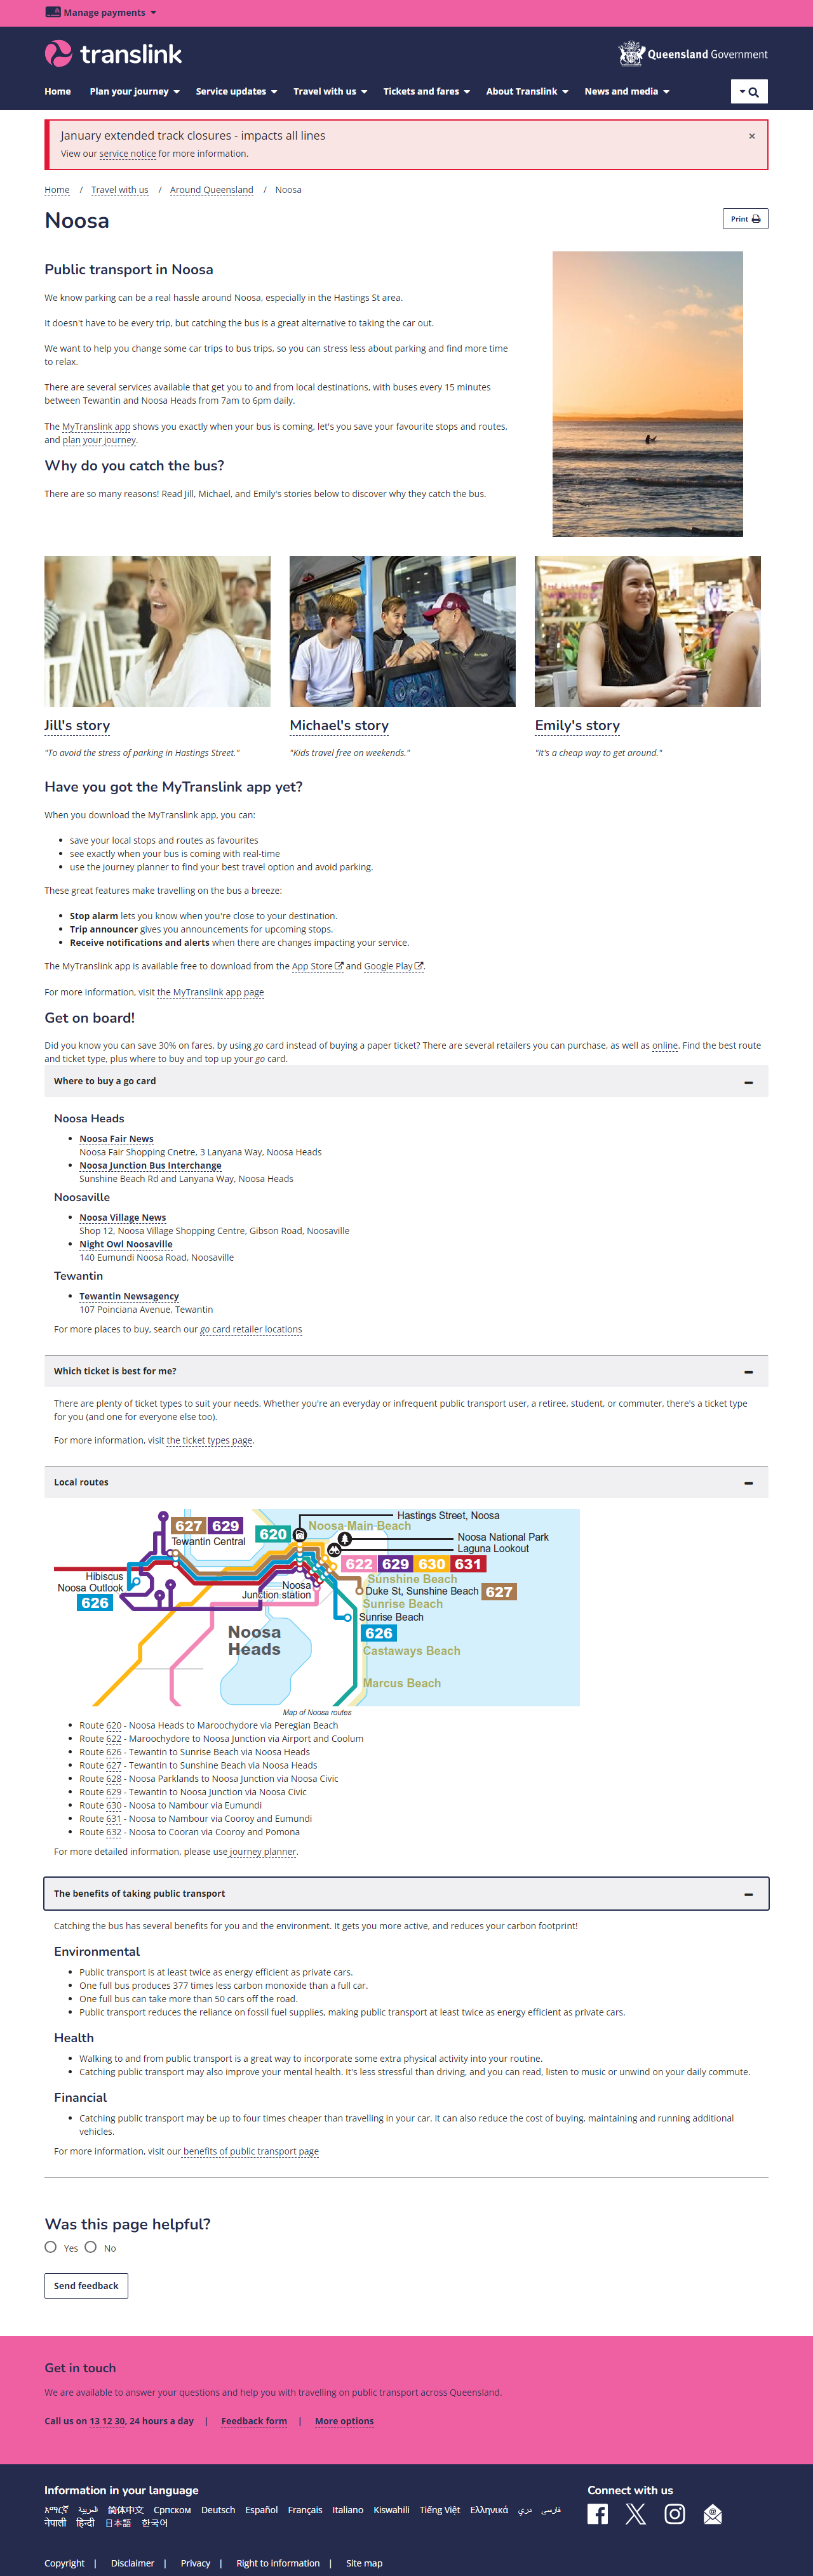 Manage payments
translink
Queensland Government
Home Plan your journey Service updates Travel with us Tickets and fares About Translink News and media
January extended track closures - impacts all lines
View our service notice for more information.
Home / Travel with us / Around Queensland / Noosa
Noosa
Print
Public transport in Noosa
We know parking can be a real hassle around Noosa, especially in the Hastings St area.
It doesn't have to be every trip, but catching the bus is a great alternative to taking the car out.
We want to help you change some car trips to bus trips, so you can stress less about parking and find more time
to relax.
There are several services available that get you to and from local destinations, with buses every 15 minutes
between Tewantin and Noosa Heads from 7am to 6pm daily.
The MyTranslink app shows you exactly when your bus is coming, let's you save your favourite stops and routes,
and plan your journey.
Why do you catch the bus?
There are so many reasons! Read Jill, Michael, and Emily's stories below to discover why they catch the bus.
Jill's story
"To avoid the stress of parking in Hastings Street."
Michael's story
"Kids travel free on weekends."
Emily's story
"It's a cheap way to get around."
Have you got the MyTranslink app yet?
When you download the MyTranslink app, you can:
save your local stops and routes as favourites
see exactly when your bus is coming with real-time
use the journey planner to find your best travel option and avoid parking.
These great features make travelling on the bus a breeze:
Stop alarm lets you know when you're close to your destination.
Trip announcer gives you announcements for upcoming stops.
Receive notifications and alerts when there are changes impacting your service.
The MyTranslink app is available free to download from the App Store and Google Play.
For more information, visit the MyTranslink app page
Get on board!
Did you know you can save 30% on fares, by using go card instead of buying a paper ticket? There are several retailers you can purchase, as well as online. Find the best route
and ticket type, plus where to buy and top up your go card.
Where to buy a go card
Noosa Heads
Noosa Fair News
Noosa Fair Shopping Cnetre, 3 Lanyana Way, Noosa Heads
Noosa Junction Bus Interchange
Sunshine Beach Rd and Lanyana Way, Noosa Heads
Noosaville
Noosa Village News
Shop 12, Noosa Village Shopping Centre, Gibson Road, Noosaville
Night Owl Noosaville
140 Eumundi Noosa Road, Noosaville
Tewantin
Tewantin Newsagency
107 Poinciana Avenue, Tewantin
For more places to buy, search our go card retailer locations
Which ticket is best for me?
There are plenty of ticket types to suit your needs. Whether you're an everyday or infrequent public transport user, a retiree, student, or commuter, there's a ticket type
for you (and one for everyone else too).
For more information, visit the ticket types page.
Local routes
Hastings Street, Noosa
627 629 620 Noosa Main Beach
Tewantin Central
Noosa National Park
Laguna Lookout
622 629 630 631
Hibiscus
Noosa Outlook
626
Noosa
Junction station
Sunshine Beach
Duke St, Sunshine Beach 627
Sunrise Beach
Sunrise Beach
626
Noosa
Heads
Castaways Beach
Marcus Beach
Map of Noosa routes
Route 620 - Noosa Heads to Maroochydore via Peregian Beach
Route 622 - Maroochydore to Noosa Junction via Airport and Coolum
Route 626 - Tewantin to Sunrise Beach via Noosa Heads
Route 627 - Tewantin to Sunshine Beach via Noosa Heads
Route 628 - Noosa Parklands to Noosa Junction via Noosa Civic
Route 629 - Tewantin to Noosa Junction via Noosa Civic
Route 630 - Noosa to Nambour via Eumundi
Route 631 - Noosa to Nambour via Cooroy and Eumundi
Route 632 - Noosa to Cooran via Cooroy and Pomona
For more detailed information, please use journey planner.
The benefits of taking public transport
Catching the bus has several benefits for you and the environment. It gets you more active, and reduces your carbon footprint!
Environmental
Public transport is at least twice as energy efficient as private cars.
One full bus produces 377 times less carbon monoxide than a full car.
One full bus can take more than 50 cars off the road.
Public transport reduces the reliance on fossil fuel supplies, making public transport at least twice as energy efficient as private cars.
Health
Walking to and from public transport is a great way to incorporate some extra physical activity into your routine.
Catching public transport may also improve your mental health. It's less stressful than driving, and you can read, listen to music or unwind on your daily commute.
Financial
Catching public transport may be up to four times cheaper than travelling in your car. It can also reduce the cost of buying, maintaining and running additional
vehicles.
For more information, visit our benefits of public transport page
Was this page helpful?
Yes No
Send feedback
Get in touch
We are available to answer your questions and help you with travelling on public transport across Queensland.
Call us on 13 12 30, 24 hours a day | Feedback form | More options
Information in your language
አማርኛ العربية 简体中文 Српском Deutsch Español Français Italiano Kiswahili Tiếng Việt Ελληνικά دری فارسی
नेपाली हिन्दी 日本語 한국어
Connect with us
Copyright | Disclaimer | Privacy | Right to information | Site map